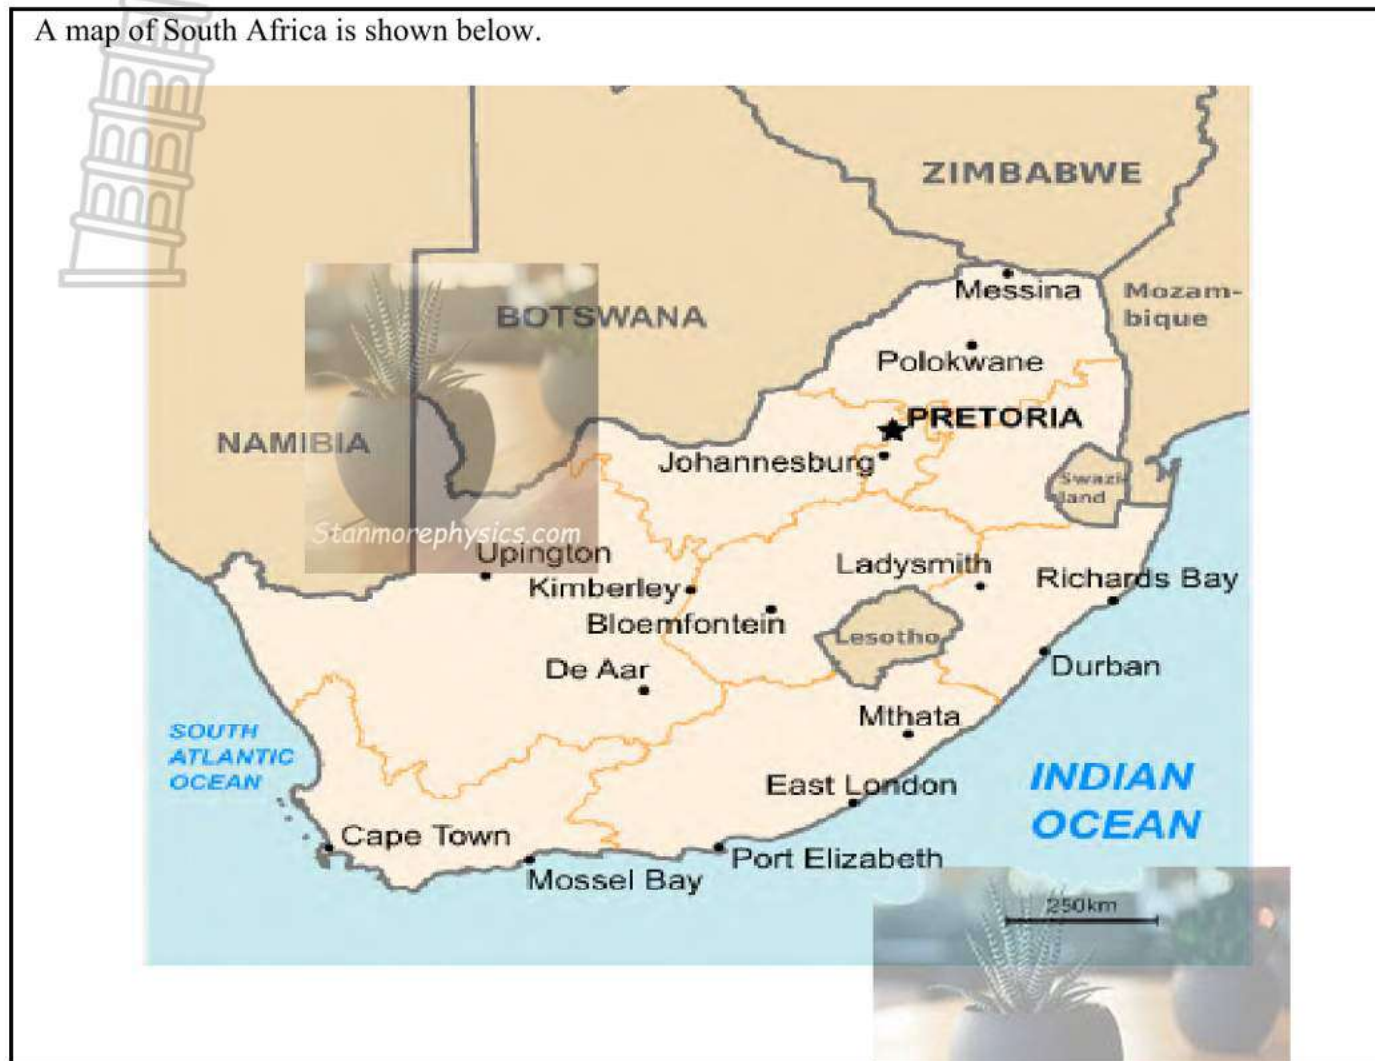 A map of South Africa is shown below.
ZIMBABWE
Messina
Mozam-
bique
BOTSWANA
Polokwane
PRETORIA
NAMIBIA
Johannesburg
Swazi-
land
Stanmorephysics.com
Upington
Ladysmith
Kimberley
Richards Bay
Bloemfontein
Lesotho
De Aar
Durban
Mthata
SOUTH
ATLANTIC
OCEAN
East London
INDIAN
OCEAN
Cape Town
Port Elizabeth
Mossel Bay
250km